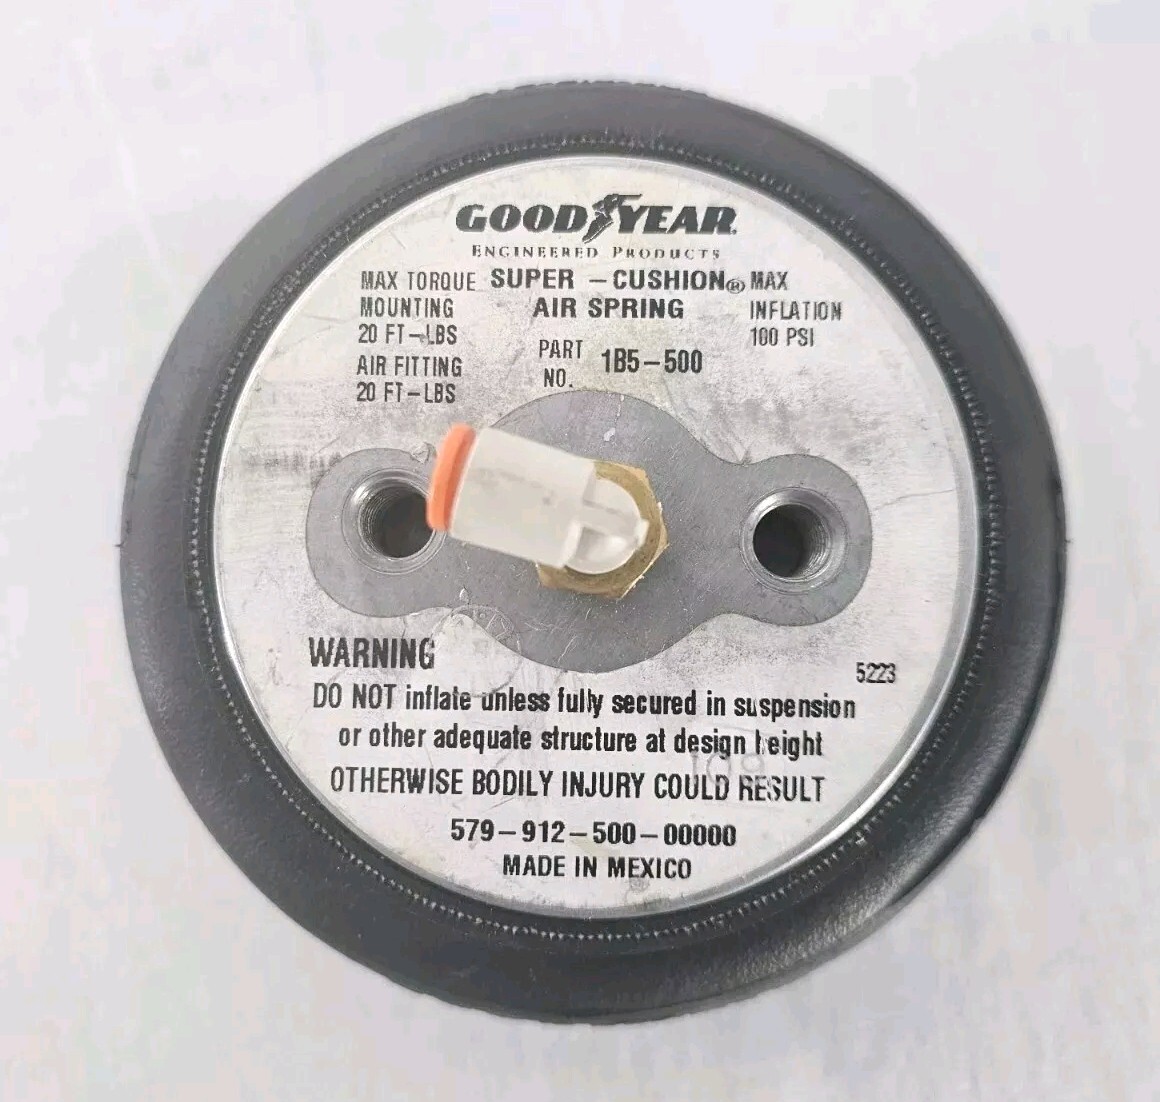 GOODYEAR
ENGINEERED PRODUCTS
SUPER – CUSHION®
AIR SPRING
MAX TORQUE
MOUNTING
20 FT–LBS
AIR FITTING
20 FT–LBS
MAX
INFLATION
100 PSI
PART NO. 1B5–500
WARNING
5223
DO NOT inflate unless fully secured in suspension
or other adequate structure at design height
OTHERWISE BODILY INJURY COULD RESULT
579–912–500–00000
MADE IN MEXICO